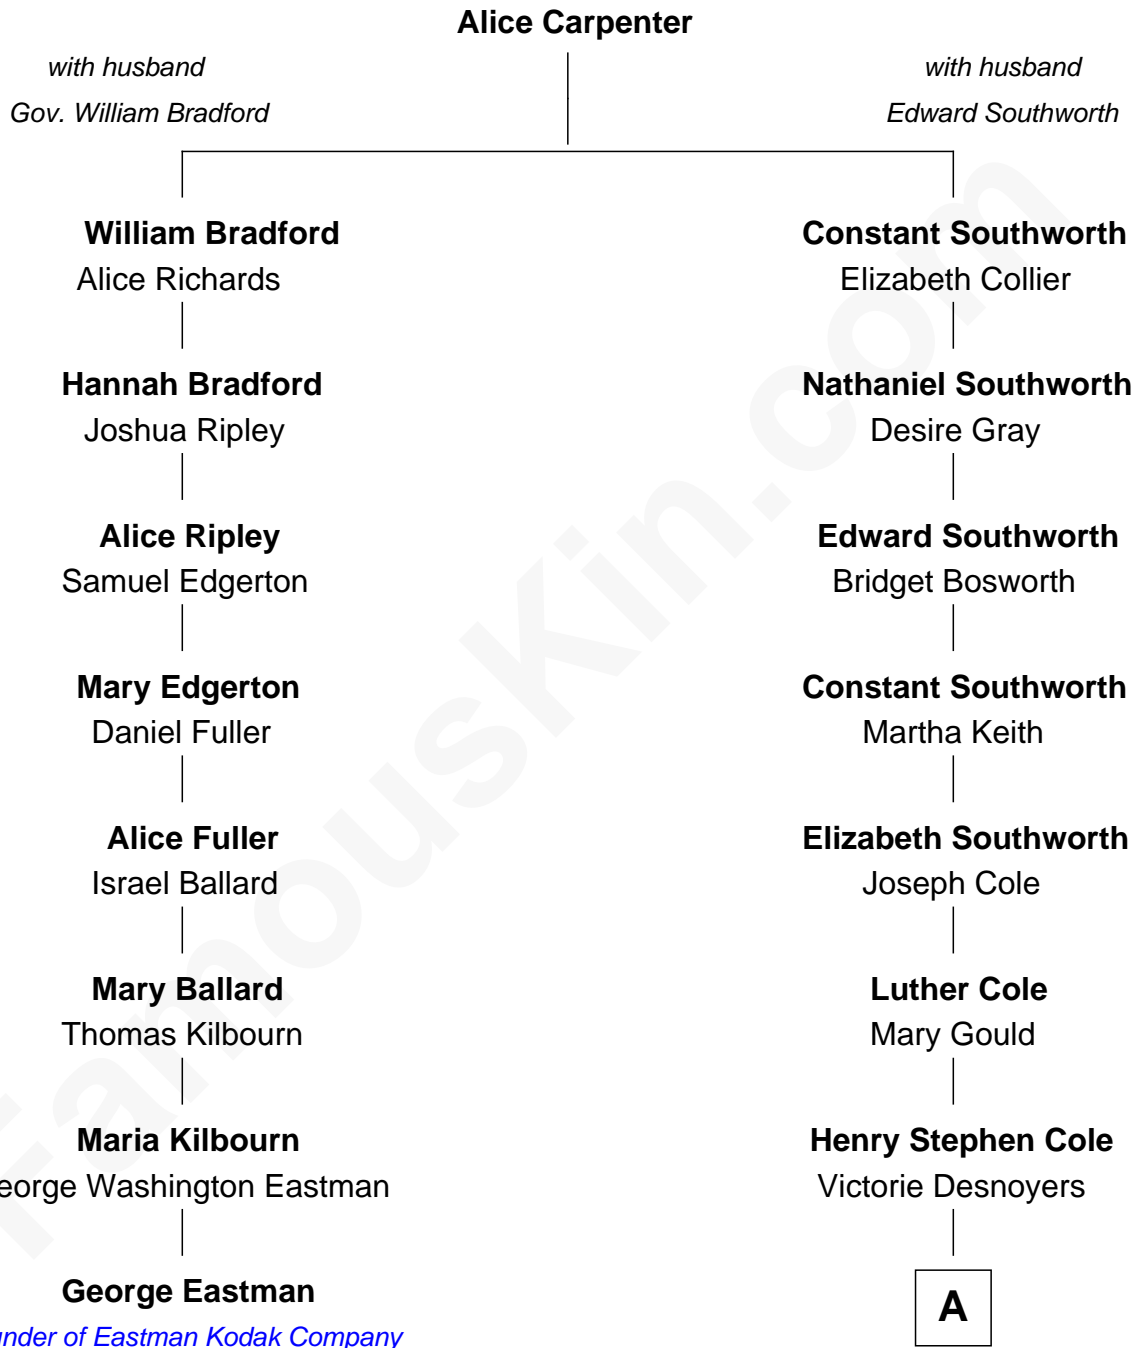 Alice Carpenter
with husband
Gov. William Bradford
with husband
Edward Southworth
William Bradford
Alice Richards
Constant Southworth
Elizabeth Collier
Hannah Bradford
Joshua Ripley
Nathaniel Southworth
Desire Gray
Alice Ripley
Samuel Edgerton
Edward Southworth
Bridget Bosworth
Mary Edgerton
Daniel Fuller
Constant Southworth
Martha Keith
Alice Fuller
Israel Ballard
Elizabeth Southworth
Joseph Cole
Mary Ballard
Thomas Kilbourn
Luther Cole
Mary Gould
Maria Kilbourn
eorge Washington Eastman
Henry Stephen Cole
Victorie Desnoyers
George Eastman
under of Eastman Kodak Company
A
FamousKin.com